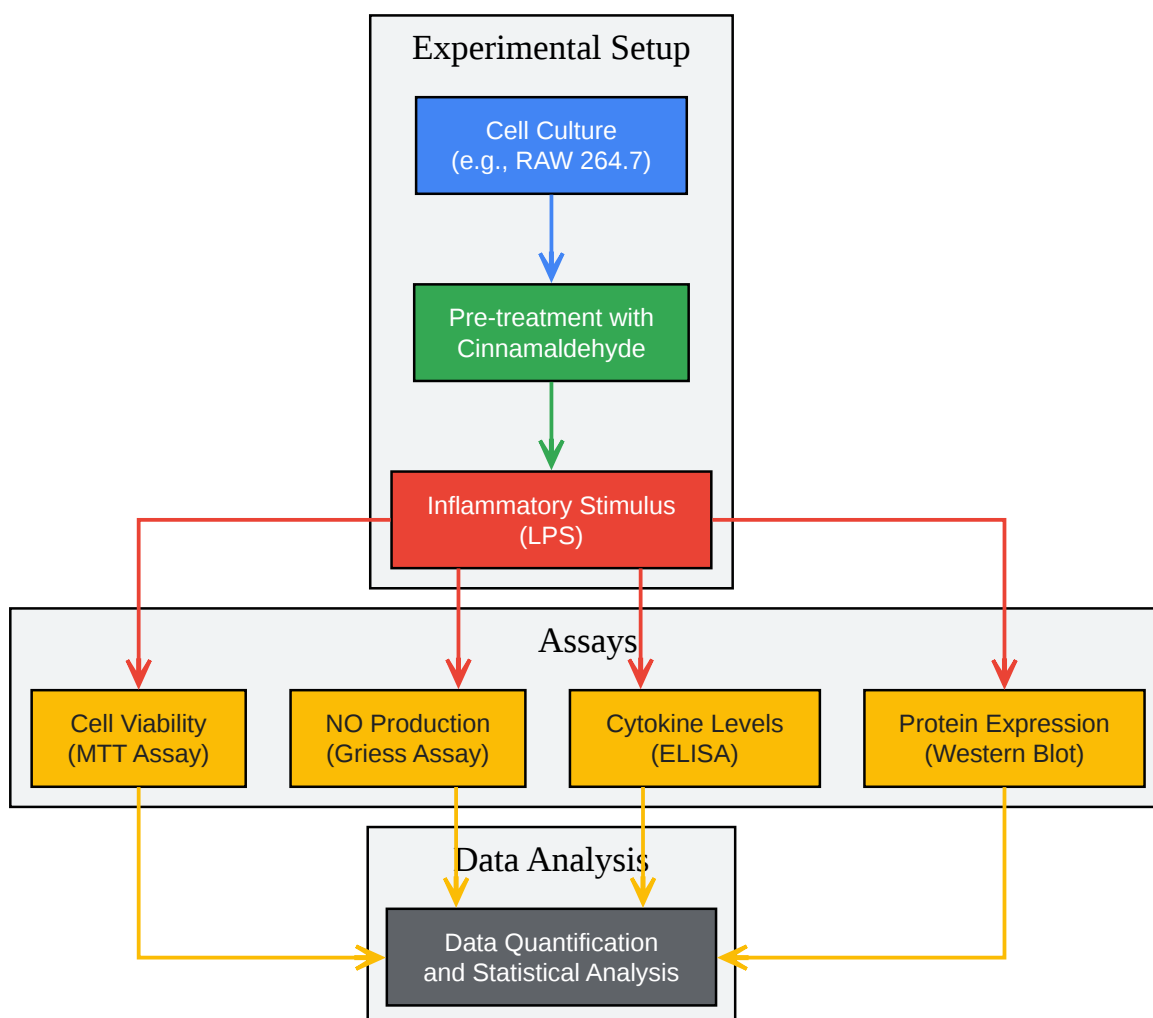 Experimental Setup
Cell Culture
(e.g., RAW 264.7)
Pre-treatment with
Cinnamaldehyde
Inflammatory Stimulus
(LPS)
Assays
Cell Viability
(MTT Assay)
NO Production
(Griess Assay)
Cytokine Levels
(ELISA)
Protein Expression
(Western Blot)
Data Analysis
Data Quantification
and Statistical Analysis